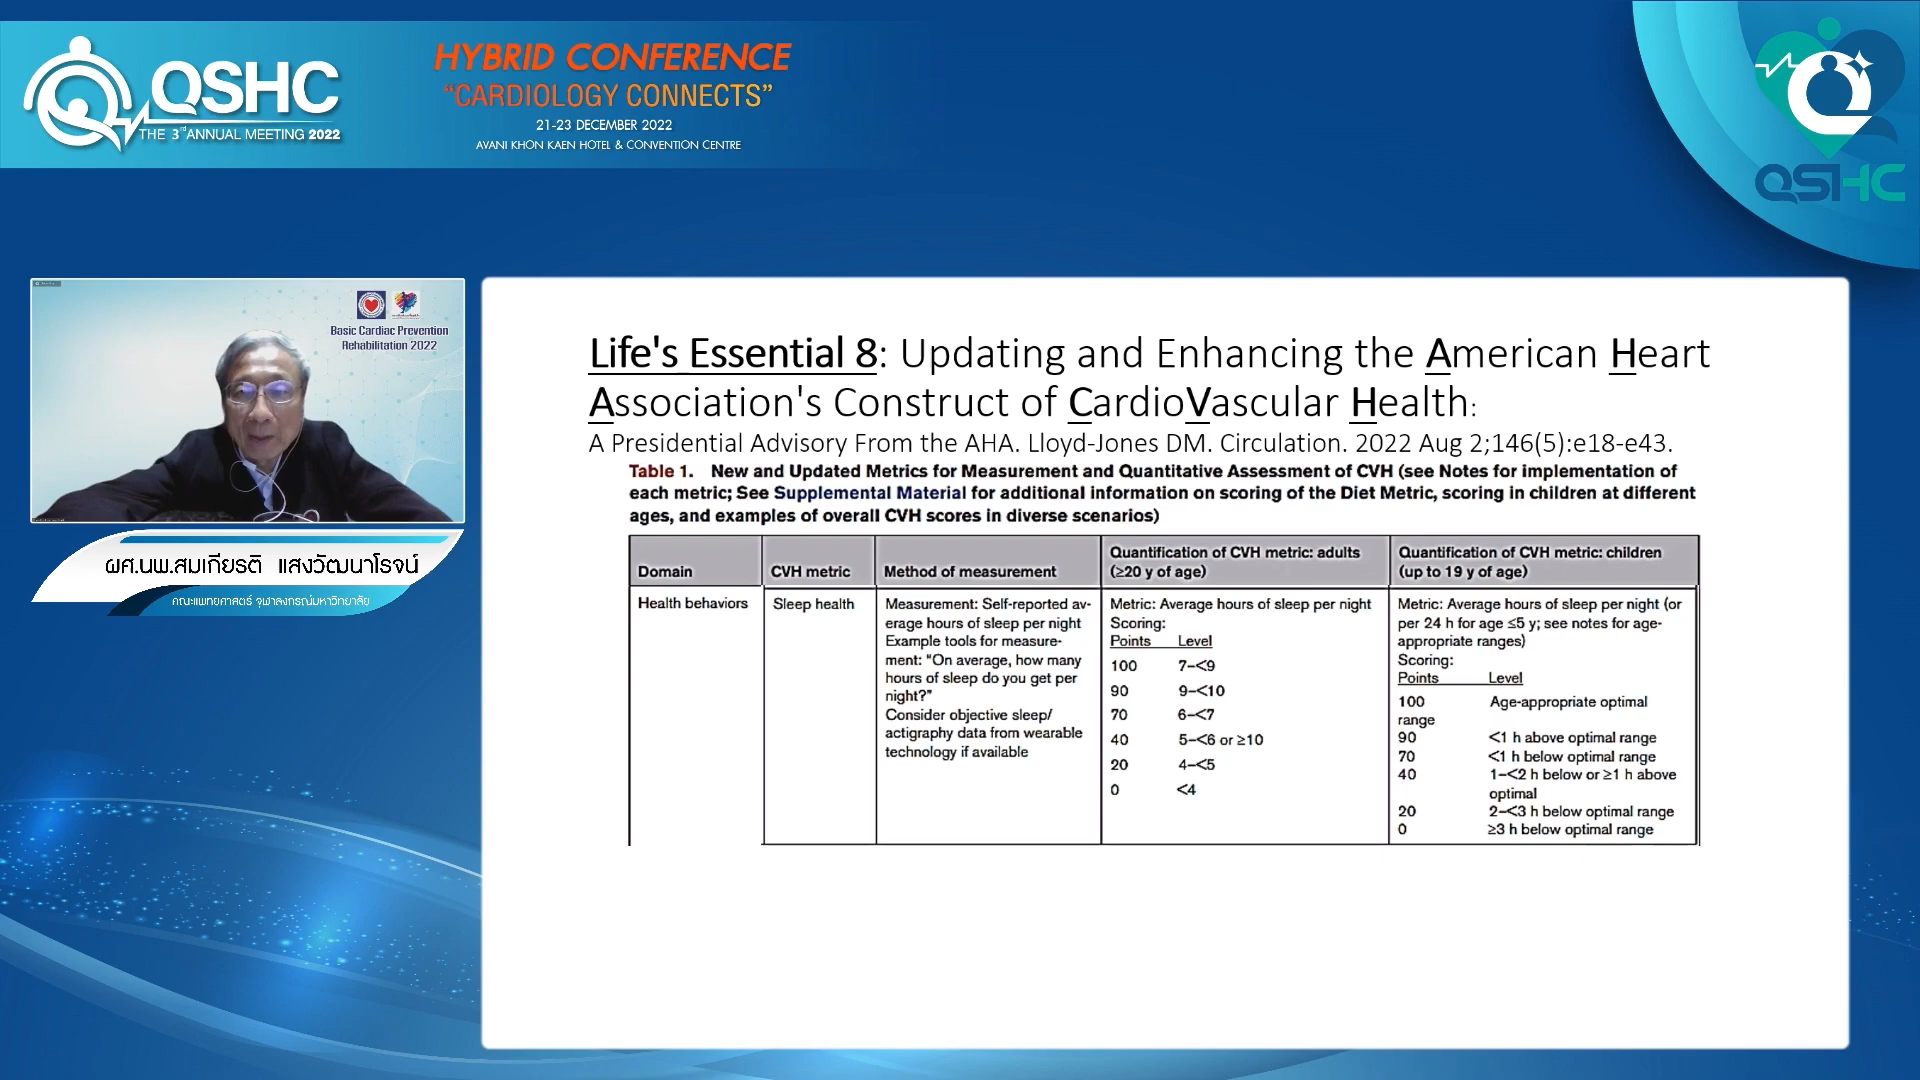 QSHC
THE 3rd ANNUAL MEETING 2022
HYBRID CONFERENCE
“CARDIOLOGY CONNECTS”
21-23 DECEMBER 2022
AVANI KHON KAEN HOTEL & CONVENTION CENTRE
QSHC
Basic Cardiac Prevention
Rehabilitation 2022
ผศ.นพ.สมเกียรติ แสงวัฒนาโรจน์
คณะแพทยศาสตร์ จุฬาลงกรณ์มหาวิทยาลัย
Life's Essential 8: Updating and Enhancing the American Heart
Association's Construct of CardioVascular Health:
A Presidential Advisory From the AHA. Lloyd-Jones DM. Circulation. 2022 Aug 2;146(5):e18-e43.
Table 1. New and Updated Metrics for Measurement and Quantitative Assessment of CVH (see Notes for implementation of
each metric; See Supplemental Material for additional information on scoring of the Diet Metric, scoring in children at different
ages, and examples of overall CVH scores in diverse scenarios)
Domain
CVH metric
Method of measurement
Quantification of CVH metric: adults
(≥20 y of age)
Quantification of CVH metric: children
(up to 19 y of age)
Health behaviors
Sleep health
Measurement: Self-reported av-
erage hours of sleep per night
Example tools for measure-
ment: “On average, how many
hours of sleep do you get per
night?”
Consider objective sleep/
actigraphy data from wearable
technology if available
Metric: Average hours of sleep per night
Scoring:
Points Level
100 7–<9
90 9–<10
70 6–<7
40 5–<6 or ≥10
20 4–<5
0 <4
Metric: Average hours of sleep per night (or
per 24 h for age ≤5 y; see notes for age-
appropriate ranges)
Scoring:
Points Level
100 Age-appropriate optimal
range
90 <1 h above optimal range
70 <1 h below optimal range
40 1–<2 h below or ≥1 h above
optimal
20 2–<3 h below optimal range
0 ≥3 h below optimal range